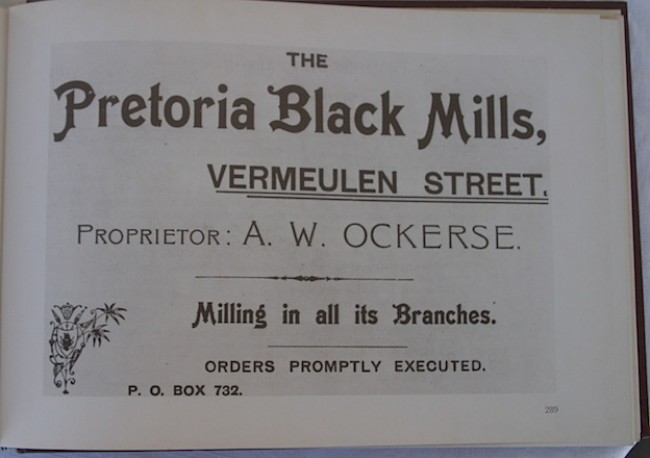 THE
Pretoria Black Mills,
VERMEULEN STREET.
PROPRIETOR: A. W. OCKERSE.
Milling in all its Branches.
ORDERS PROMPTLY EXECUTED.
P. O. BOX 732.
289